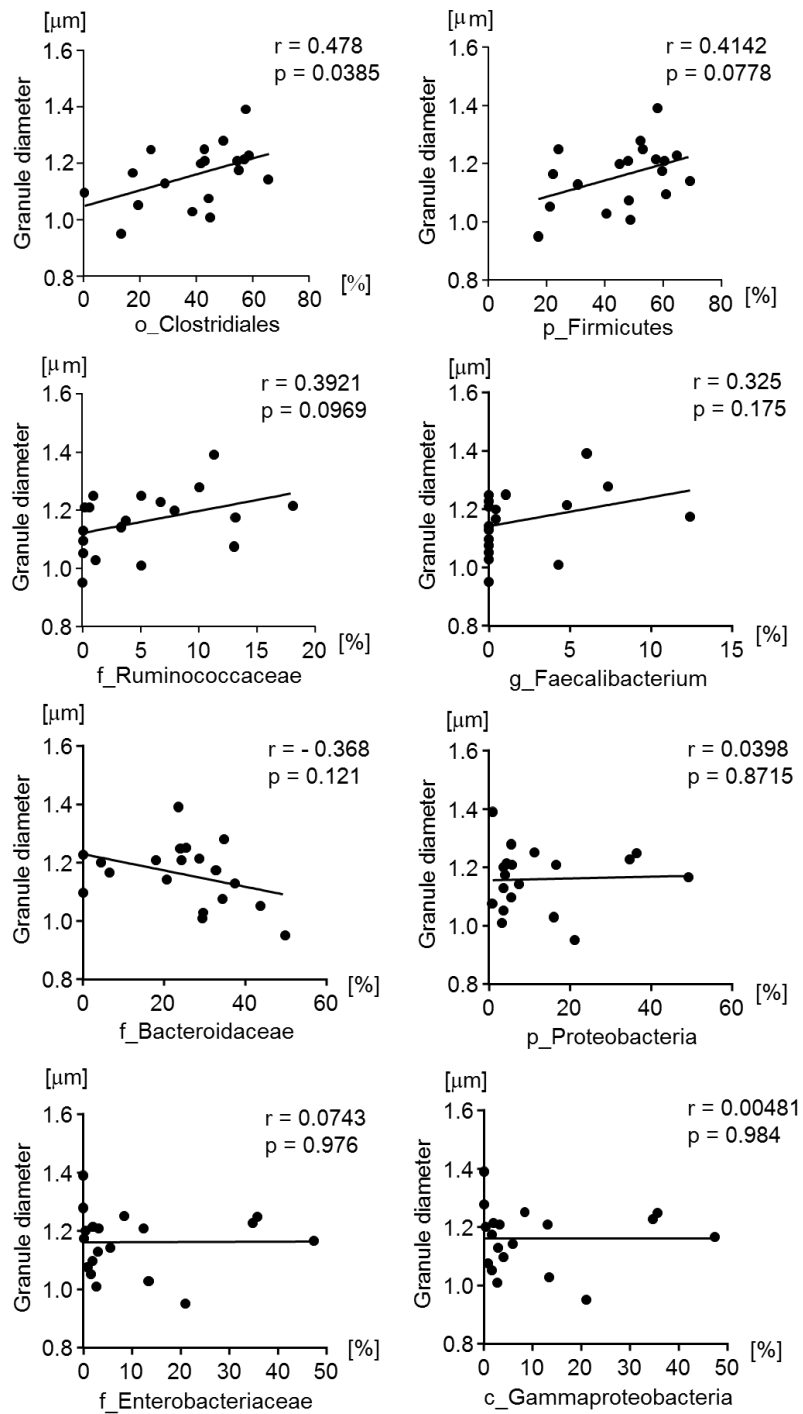 [μm]
r = 0.478
p = 0.0385
Granule diameter
1.6
1.4
1.2
1.0
0.8
0 20 40 60 80 [%]
o_Clostridiales
[μm]
r = 0.4142
p = 0.0778
Granule diameter
1.6
1.4
1.2
1.0
0.8
0 20 40 60 80 [%]
p_Firmicutes
[μm]
r = 0.3921
p = 0.0969
Granule diameter
1.6
1.4
1.2
1.0
0.8
0 5 10 15 20 [%]
f_Ruminococcaceae
[μm]
r = 0.325
p = 0.175
Granule diameter
1.6
1.4
1.2
1.0
0.8
0 5 10 15 [%]
g_Faecalibacterium
[μm]
r = - 0.368
p = 0.121
Granule diameter
1.6
1.4
1.2
1.0
0.8
0 20 40 60 [%]
f_Bacteroidaceae
[μm]
r = 0.0398
p = 0.8715
Granule diameter
1.6
1.4
1.2
1.0
0.8
0 20 40 60 [%]
p_Proteobacteria
[μm]
r = 0.0743
p = 0.976
Granule diameter
1.6
1.4
1.2
1.0
0.8
0 10 20 30 40 50 [%]
f_Enterobacteriaceae
[μm]
r = 0.00481
p = 0.984
Granule diameter
1.6
1.4
1.2
1.0
0.8
0 10 20 30 40 50 [%]
c_Gammaproteobacteria